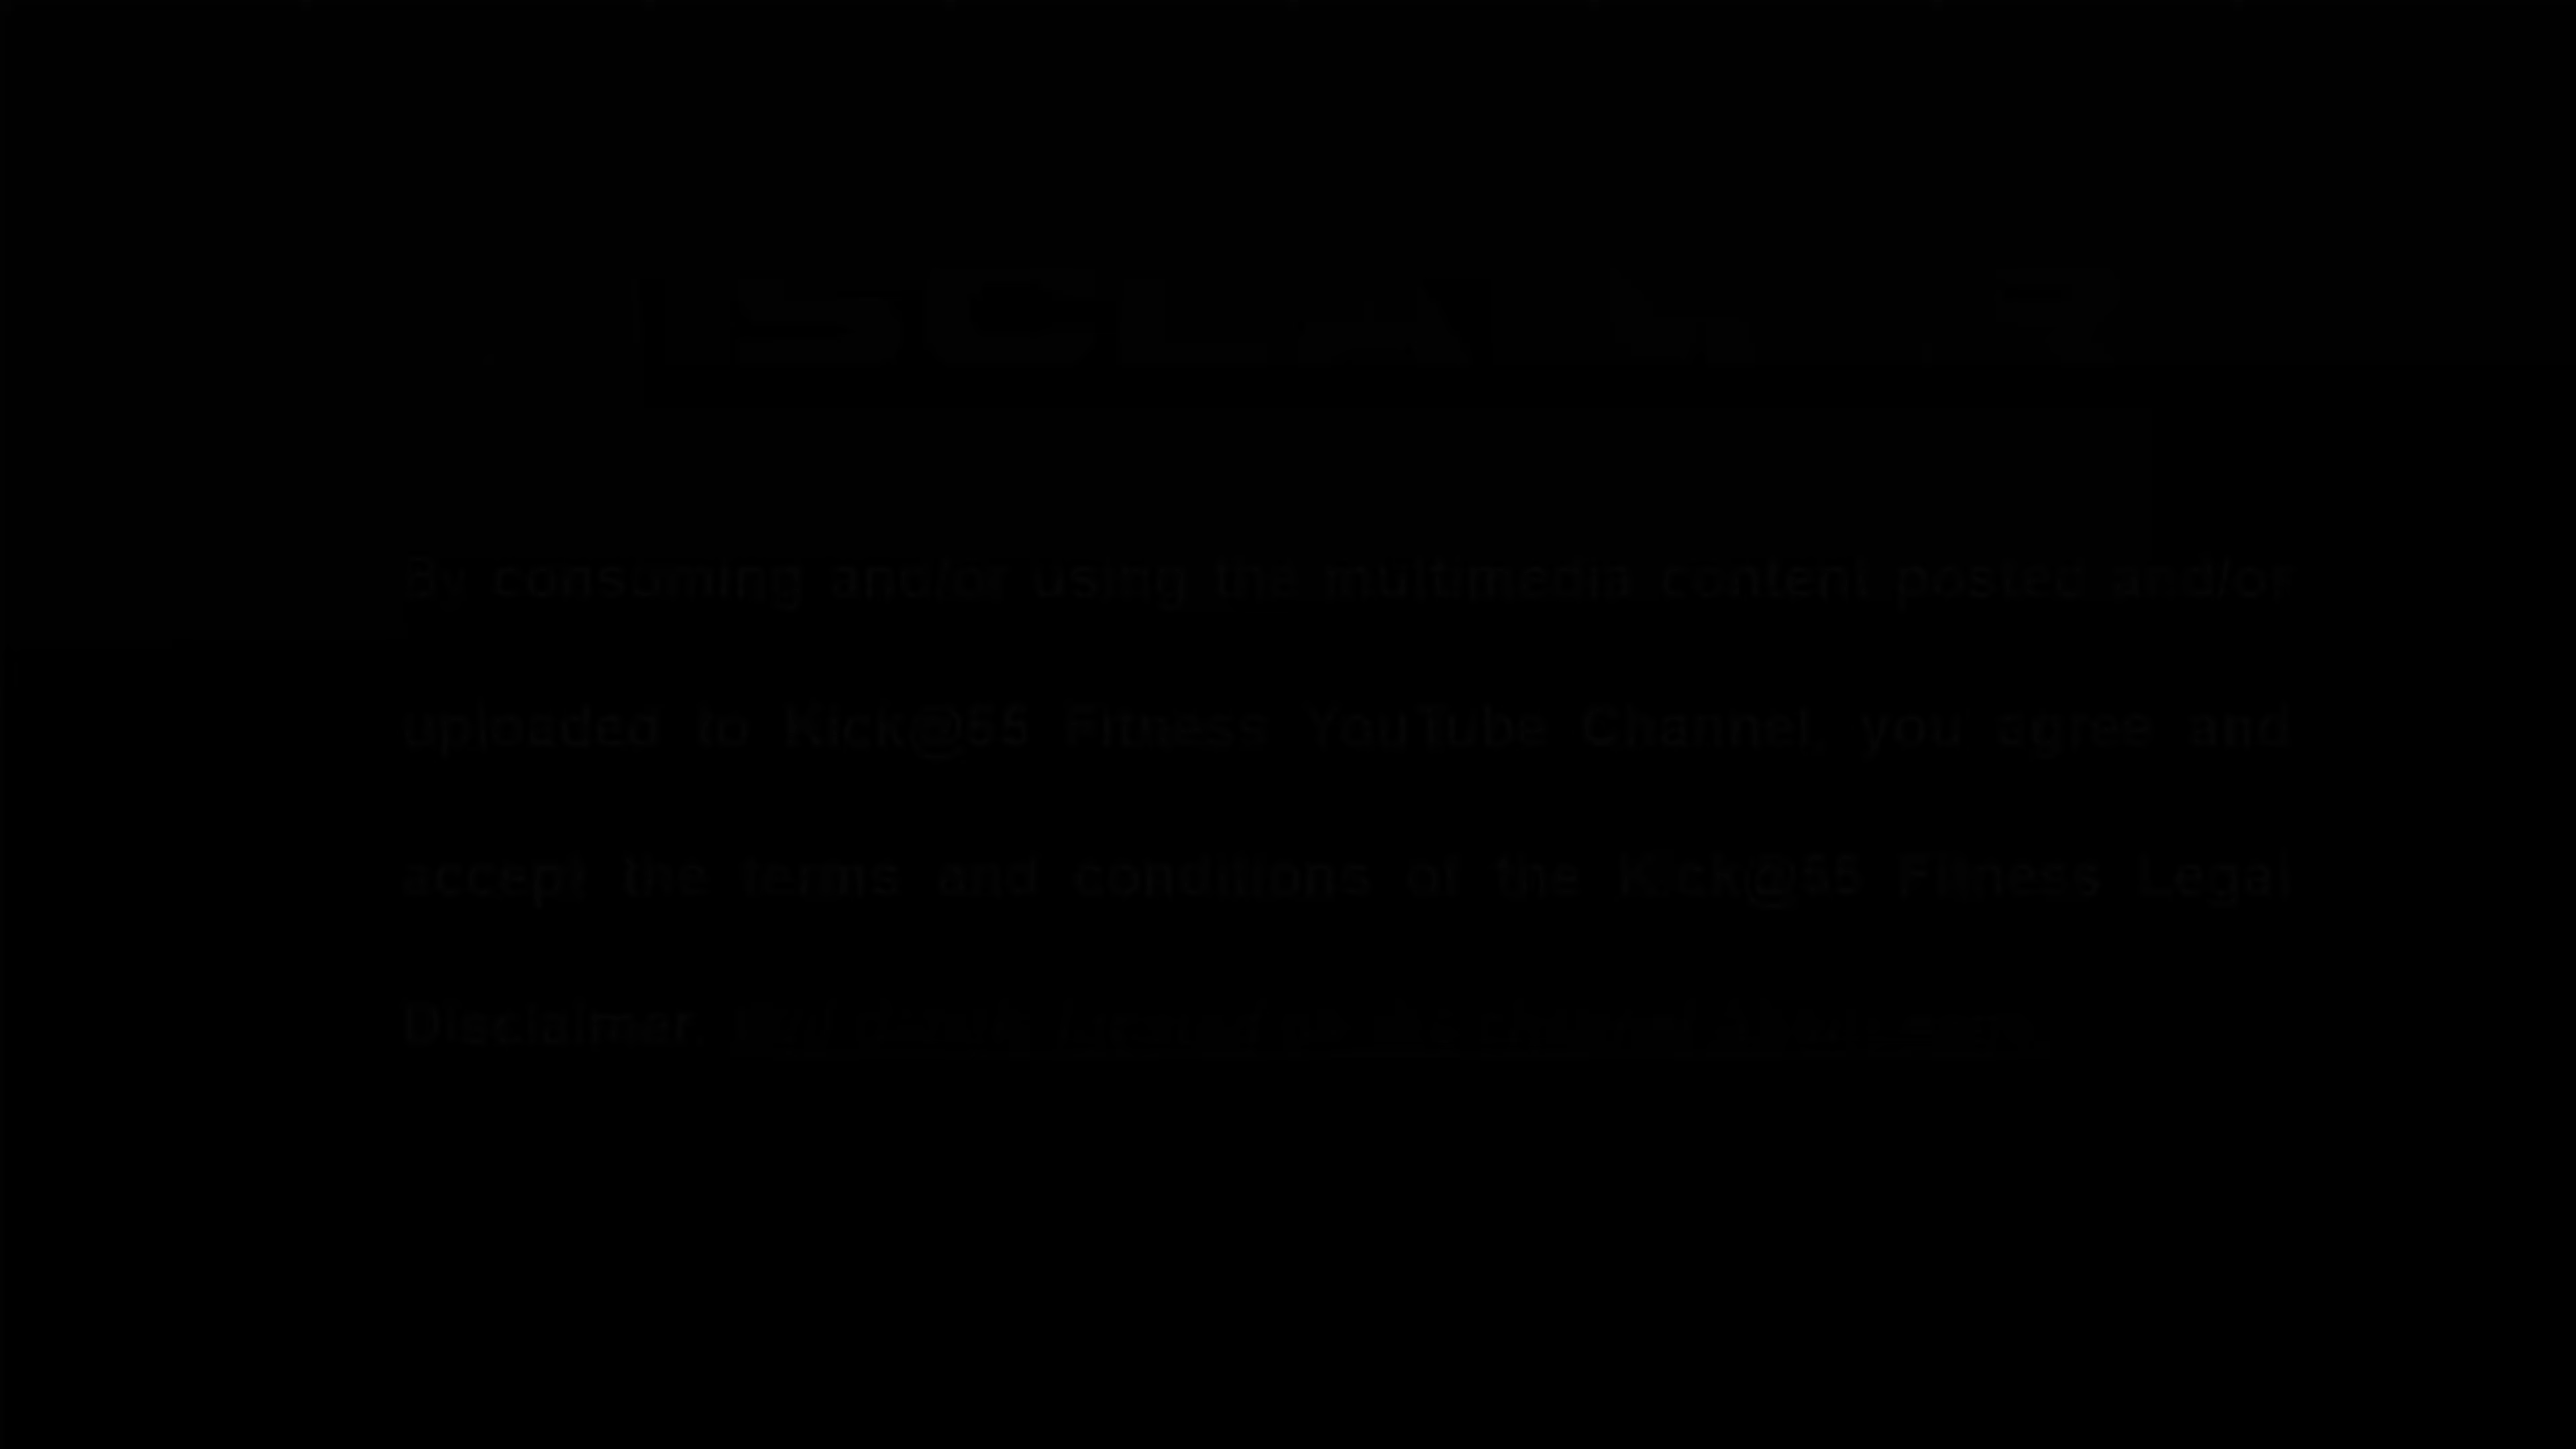 DISCLAIMER
By consuming and/or using the multimedia content posted and/or
uploaded to Kick@55 Fitness YouTube Channel, you agree and
accept the terms and conditions of the Kick@55 Fitness Legal
Disclaimer.